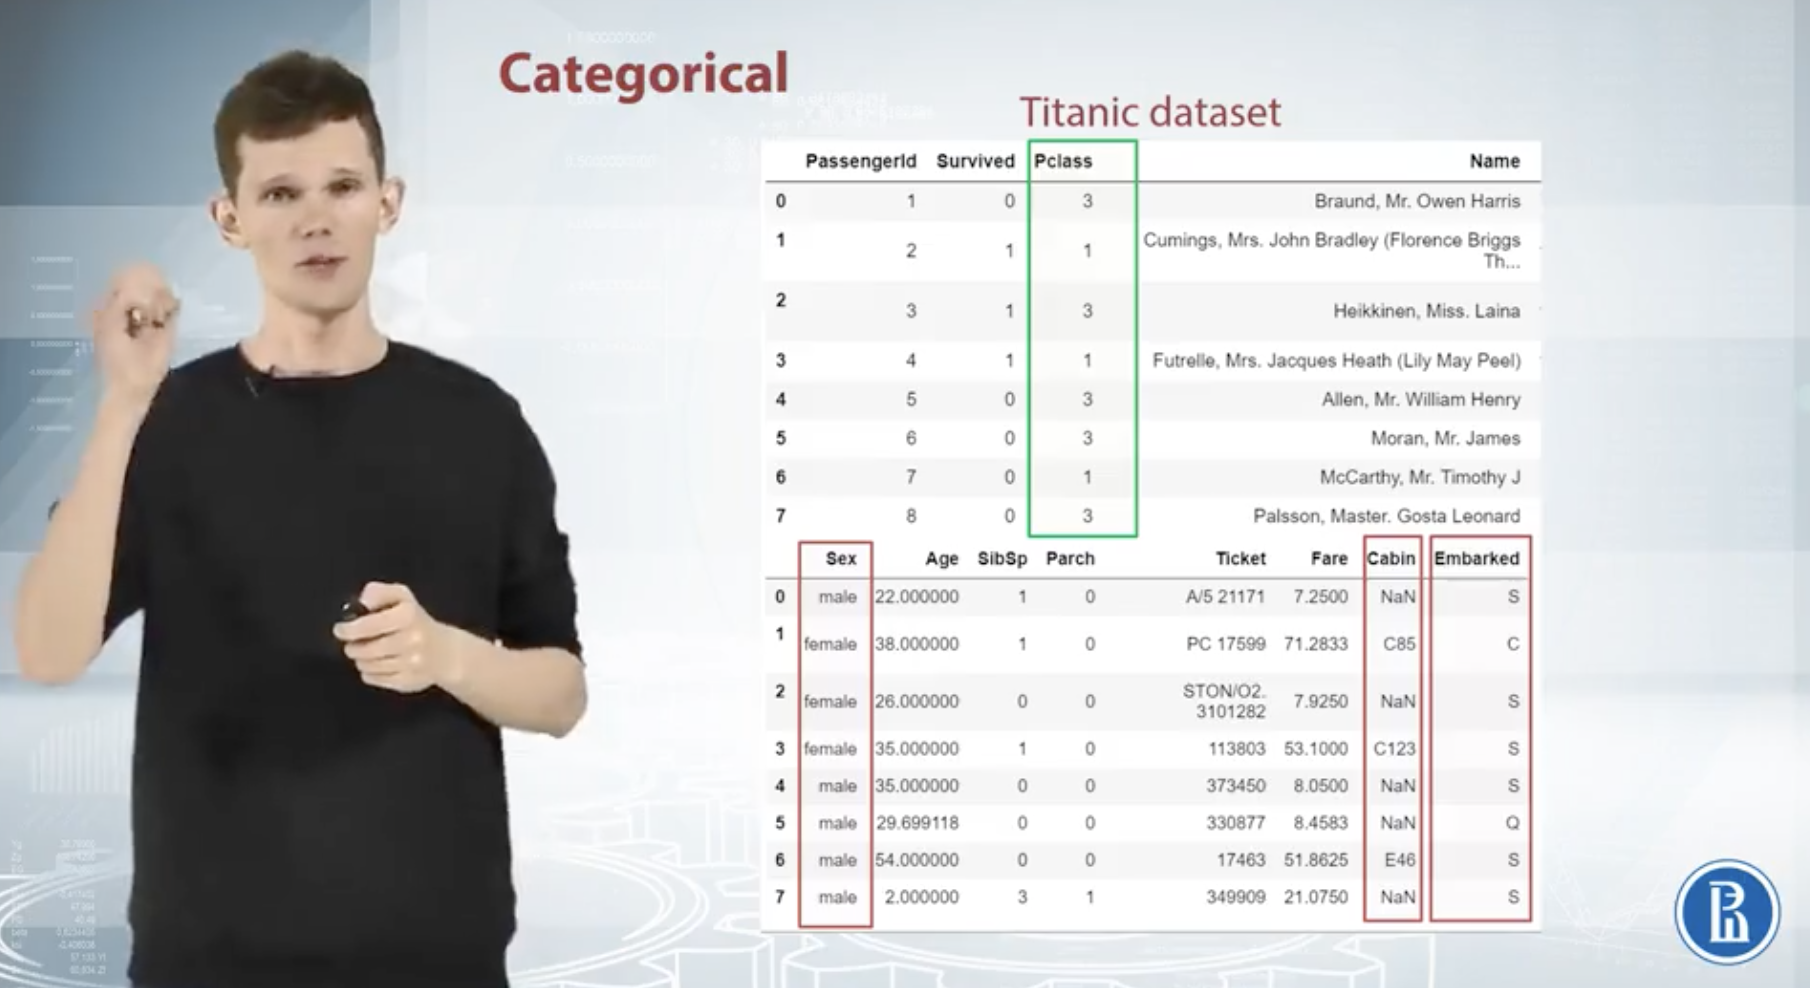 Categorical
Titanic dataset
PassengerId Survived Pclass Name
0 1 0 3 Braund, Mr. Owen Harris
1 2 1 1 Cumings, Mrs. John Bradley (Florence Briggs
Th...
2 3 1 3 Heikkinen, Miss. Laina
3 4 1 1 Futrelle, Mrs. Jacques Heath (Lily May Peel)
4 5 0 3 Allen, Mr. William Henry
5 6 0 3 Moran, Mr. James
6 7 0 1 McCarthy, Mr. Timothy J
7 8 0 3 Palsson, Master. Gosta Leonard
Sex Age SibSp Parch Ticket Fare Cabin Embarked
0 male 22.000000 1 0 A/5 21171 7.2500 NaN S
1 female 38.000000 1 0 PC 17599 71.2833 C85 C
2 female 26.000000 0 0 STON/O2. 7.9250 NaN S
3101282
3 female 35.000000 1 0 113803 53.1000 C123 S
4 male 35.000000 0 0 373450 8.0500 NaN S
5 male 29.699118 0 0 330877 8.4583 NaN Q
6 male 54.000000 0 0 17463 51.8625 E46 S
7 male 2.000000 3 1 349909 21.0750 NaN S